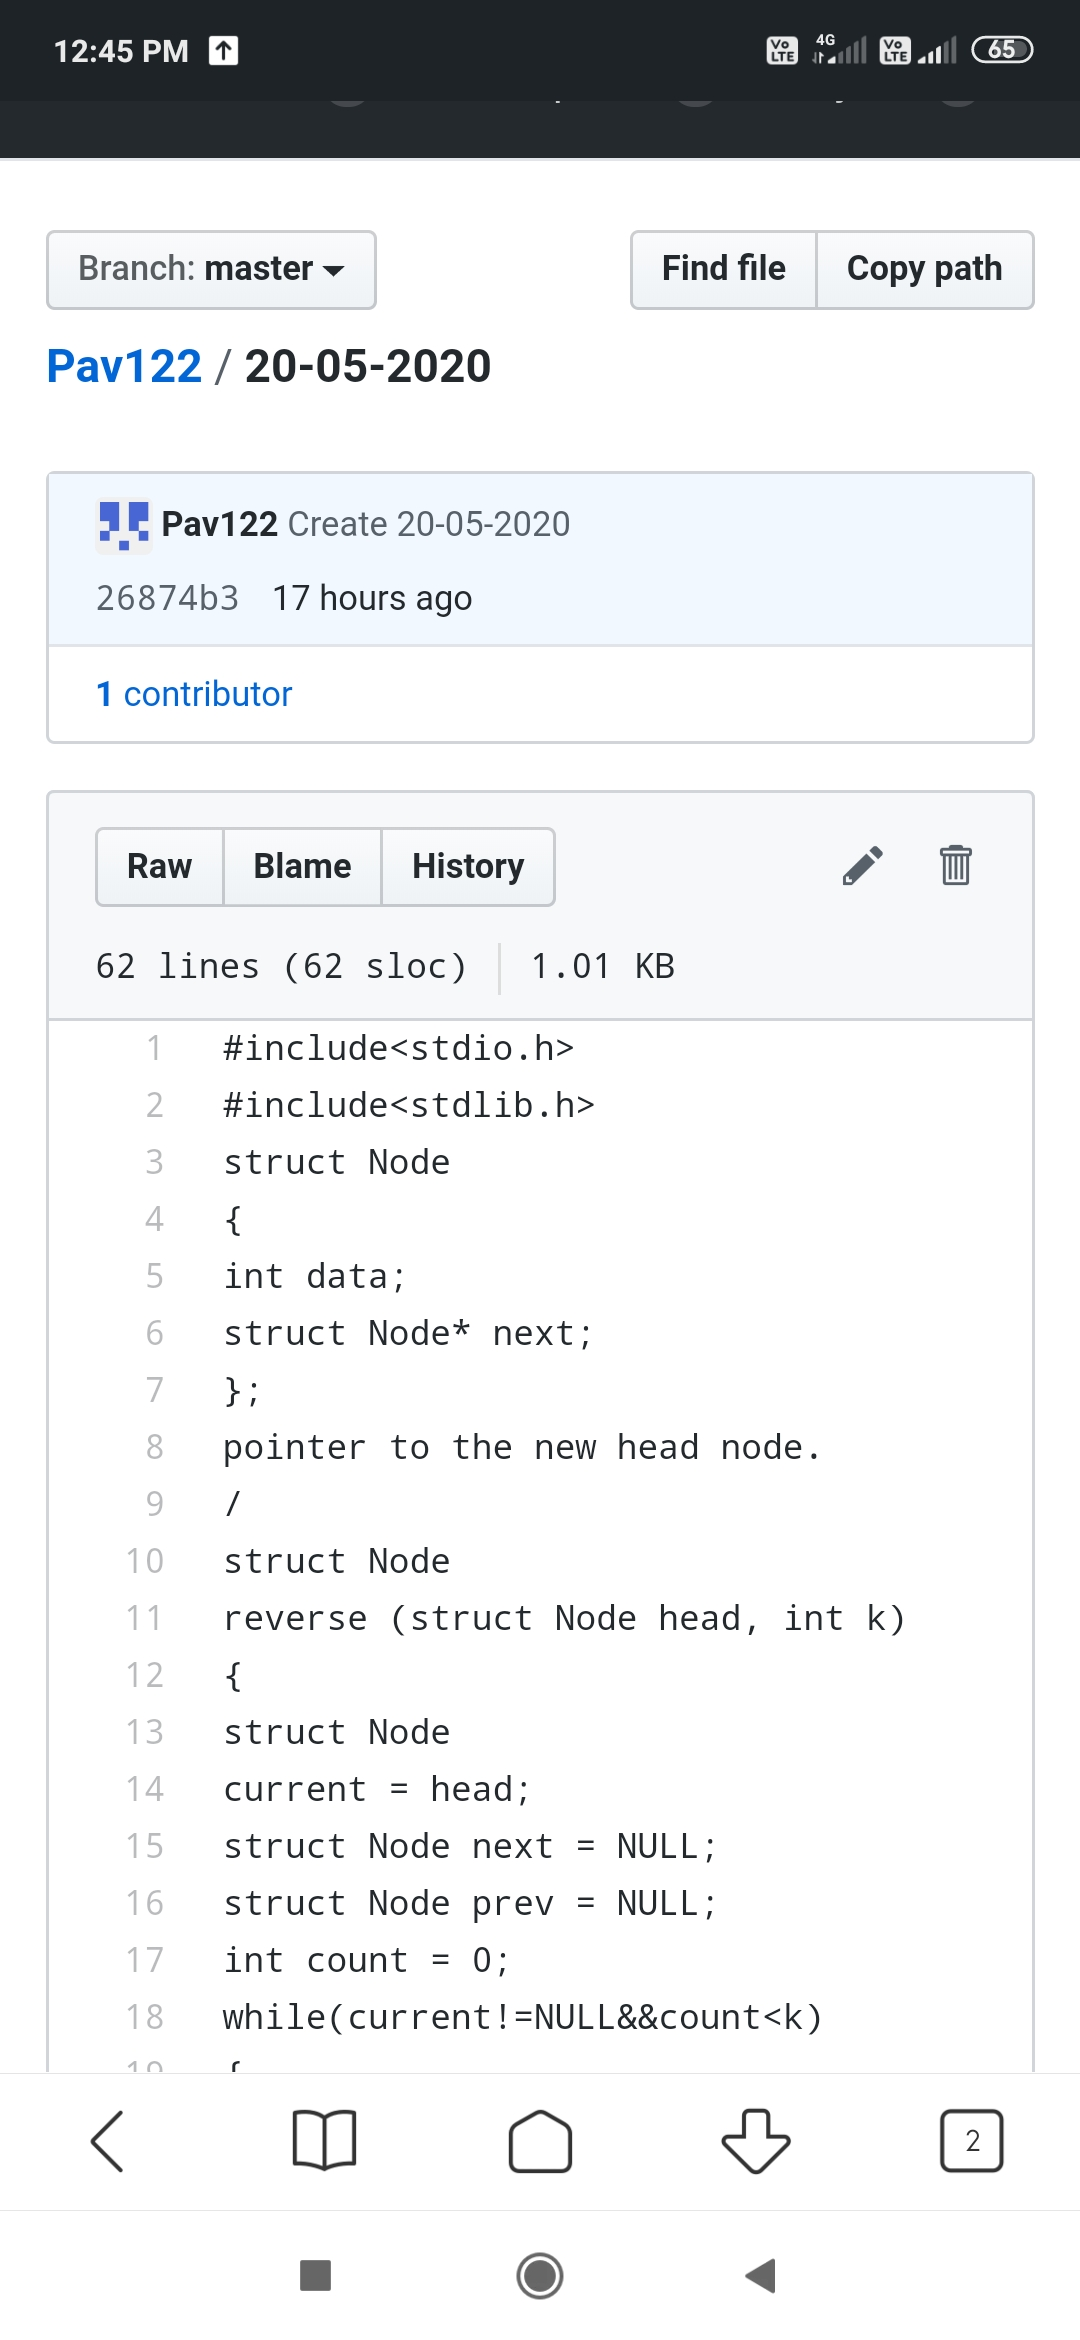 12:45 PM Vo LTE 4G Vo LTE 65
Branch: master Find file Copy path
Pav122 / 20-05-2020
Pav122 Create 20-05-2020
26874b3 17 hours ago
1 contributor
Raw Blame History
62 lines (62 sloc) 1.01 KB
1 #include<stdio.h>
2 #include<stdlib.h>
3 struct Node
4 {
5 int data;
6 struct Node* next;
7 };
8 pointer to the new head node.
9 /
10 struct Node
11 reverse (struct Node head, int k)
12 {
13 struct Node
14 current = head;
15 struct Node next = NULL;
16 struct Node prev = NULL;
17 int count = 0;
18 while(current!=NULL&&count<k)
19 {
2